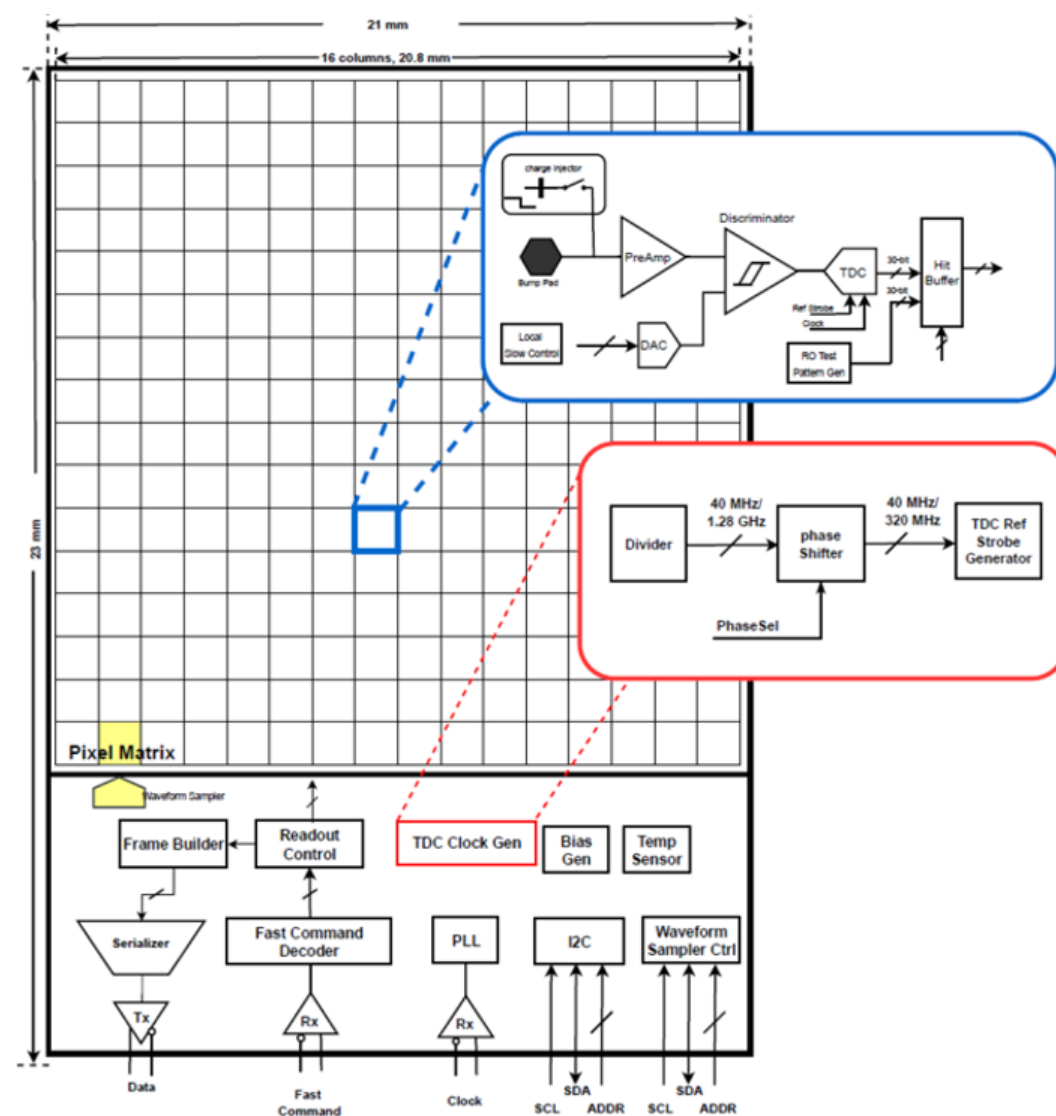 21 mm
16 columns, 20.8 mm
23 mm
charge injector
Bump Pad
PreAmp
Discriminator
TDC
30-bit
30-bit
Hit
Buffer
Ref Strobe
Clock
Local
Slow Control
DAC
RO Test
Pattern Gen
Divider
40 MHz/
1.28 GHz
phase
Shifter
40 MHz/
320 MHz
TDC Ref
Strobe
Generator
PhaseSel
Pixel Matrix
Waveform Sampler
Frame Builder
Readout
Control
TDC Clock Gen
Bias
Gen
Temp
Sensor
Serializer
Fast Command
Decoder
PLL
I2C
Waveform
Sampler Ctrl
Tx
Rx
Rx
Data
Fast
Command
Clock
SCL
SDA
ADDR
SCL
SDA
ADDR